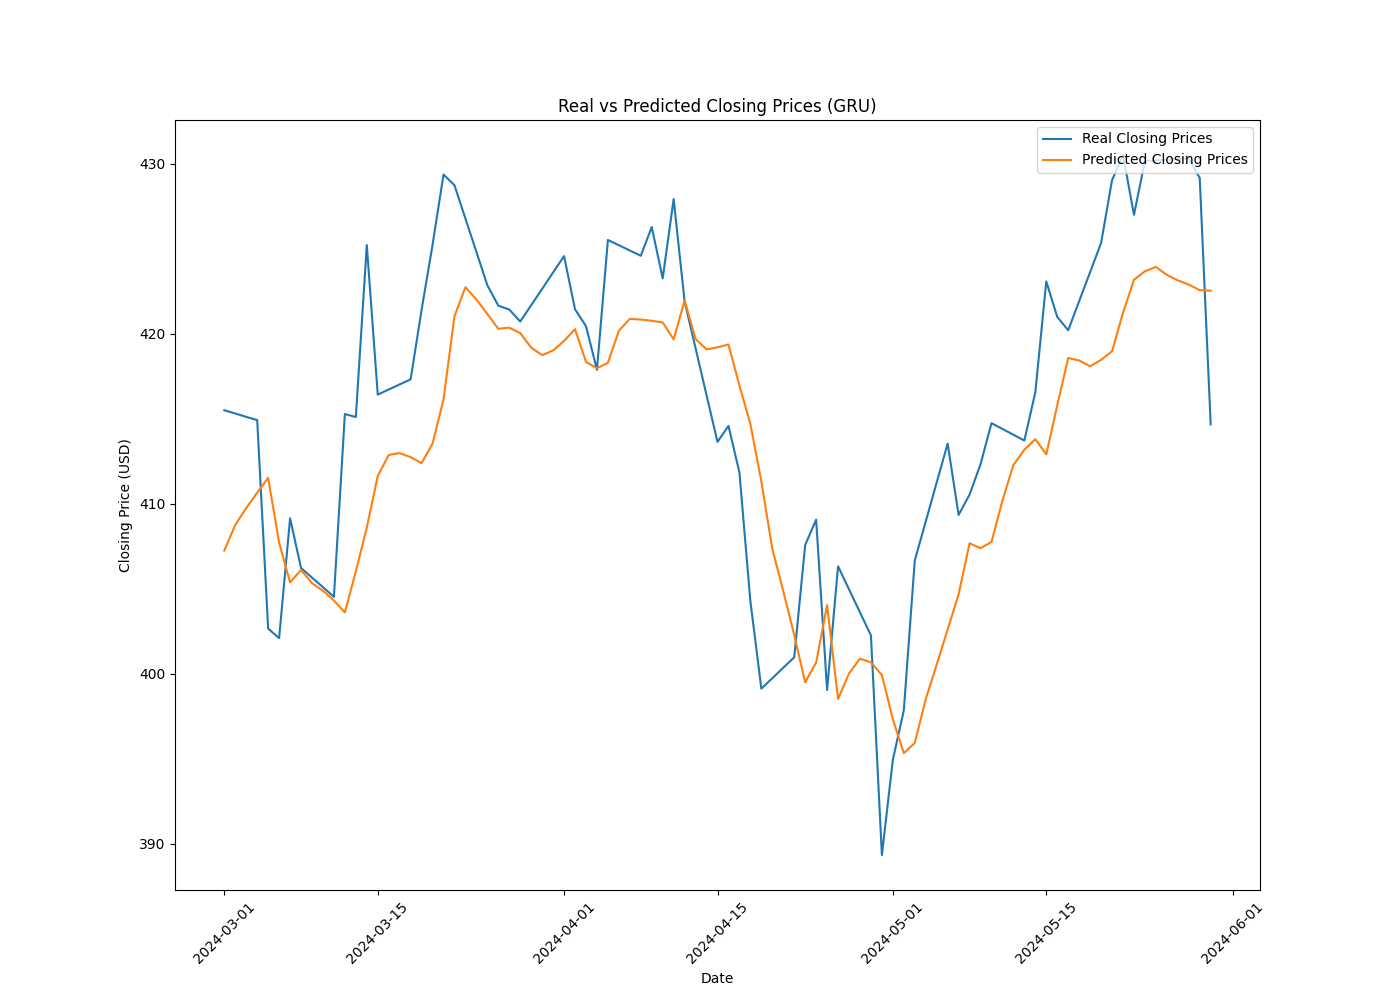 Real vs Predicted Closing Prices (GRU)
Real Closing Prices
Predicted Closing Prices
430
420
410
400
390
Closing Price (USD)
2024-03-01
2024-03-15
2024-04-01
2024-04-15
2024-05-01
2024-05-15
2024-06-01
Date